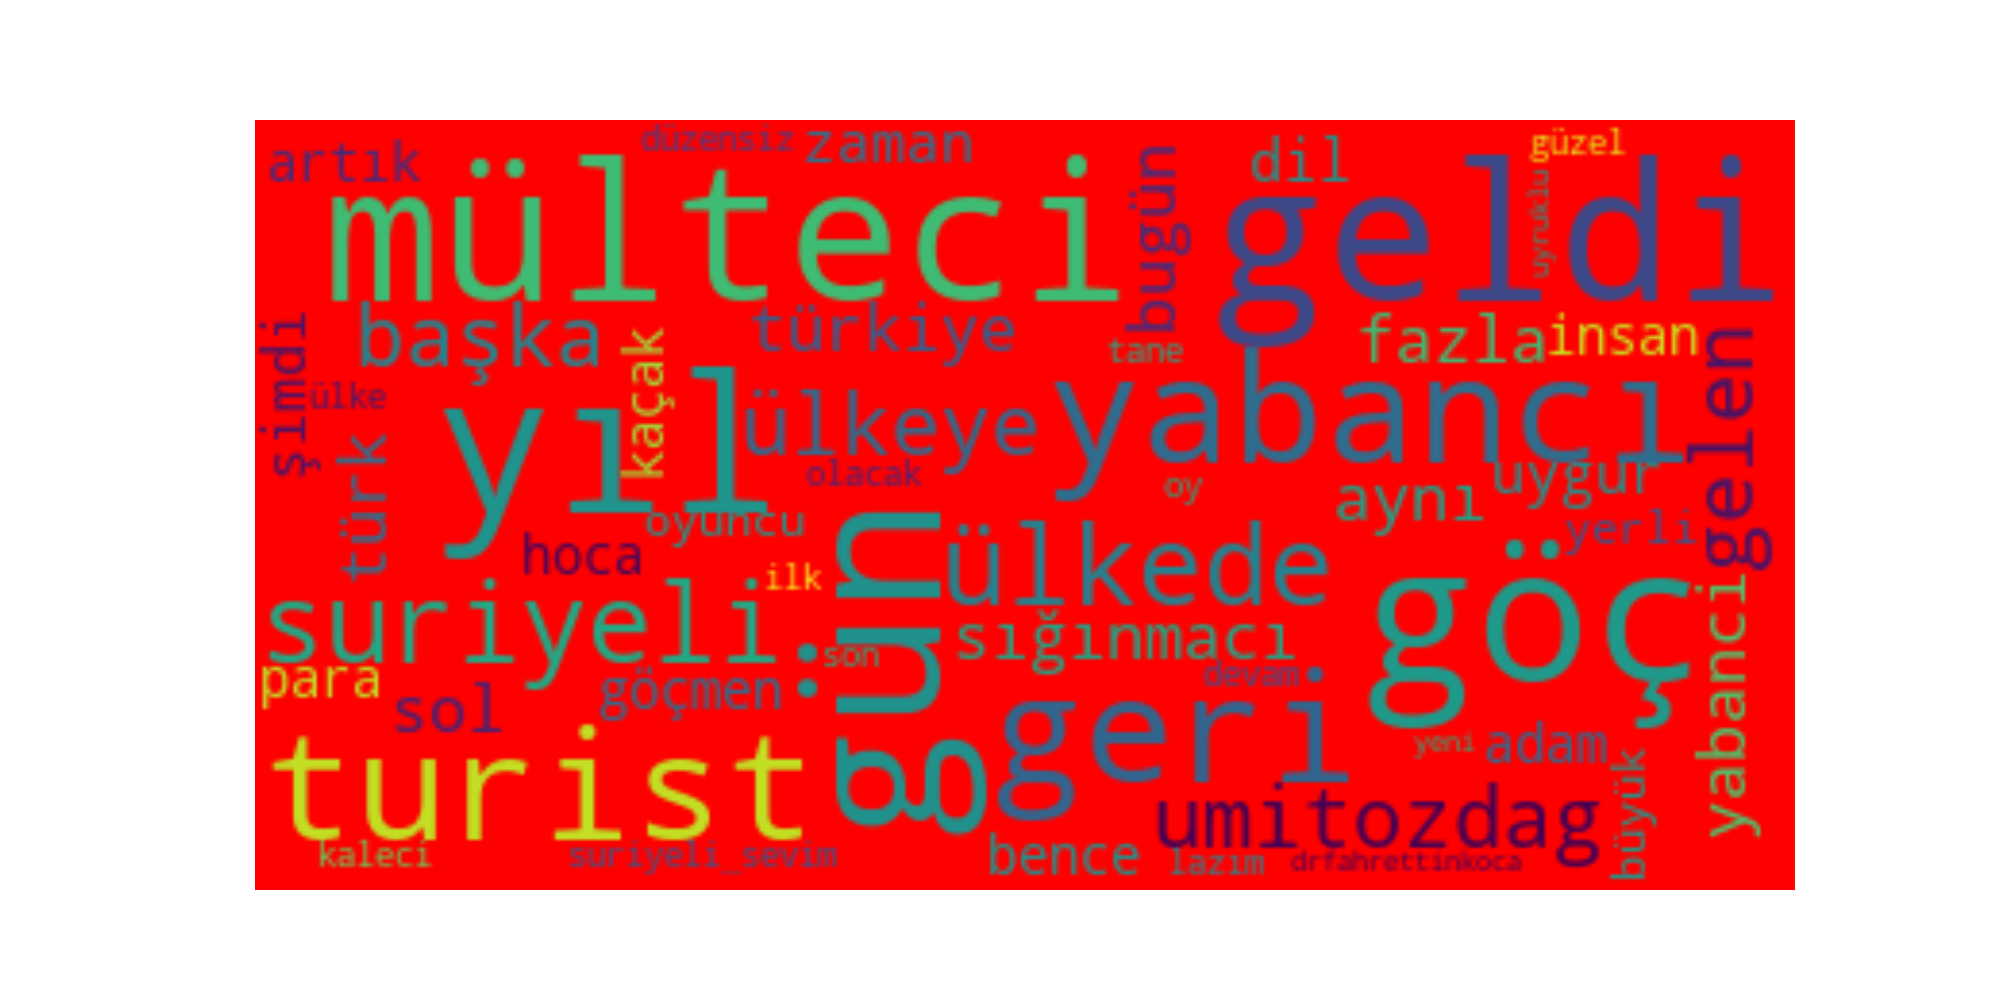 artık
düzensiz
zaman
dil
güzel
mülteci
bugün
geldi
uyruklu
başka
kaçak
türkiye
tane
fazla
insan
gelen
şimdi
ülke
türk
yıl
ülkeye
yabancı
olacak
oy
aynı
uygur
oyuncu
hoca
yerli
ilk
gün
ülkede
göç
suriyeli
sığınmacı
son
para
sol
göçmen
devam
geri
yabanci
turist
yeni
adam
büyük
umitozdag
kaleci
suriyeli_sevim
bence
lazım
drfahrettinkoca